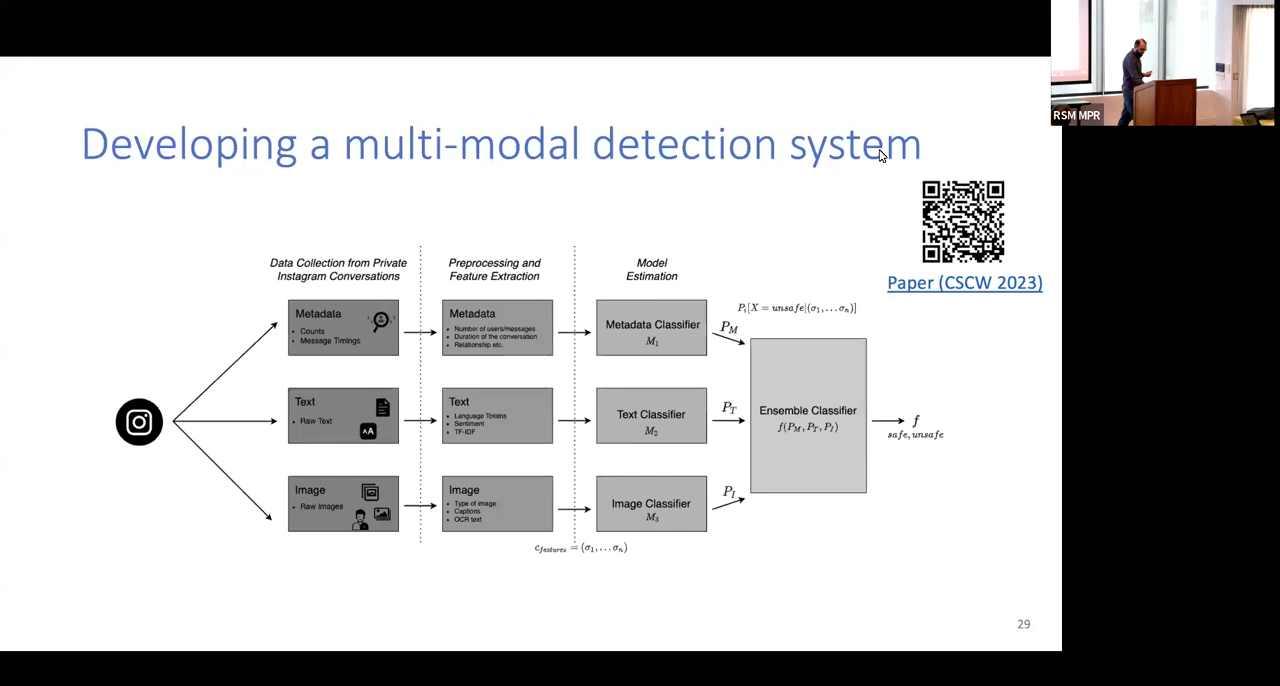 RSM MPR
Developing a multi-modal detection system
Paper (CSCW 2023)
Data Collection from Private
Instagram Conversations
Preprocessing and
Feature Extraction
Model
Estimation
Metadata
• Counts
• Message Timings
Metadata
• Number of users/messages
• Duration of the conversation
• Relationship etc.
Metadata Classifier
M₁
P_M
P_i[X = unsafe|(σ₁, . . . σₙ)]
Text
• Raw Text
AA
Text
• Language Tokens
• Sentiment
• TF-IDF
Text Classifier
M₂
P_T
Ensemble Classifier
f(P_M, P_T, P_I)
f
safe, unsafe
Image
• Raw Images
Image
• Type of image
• Captions
• OCR text
Image Classifier
M₃
P_I
c_features = (σ₁, . . . σₙ)
29